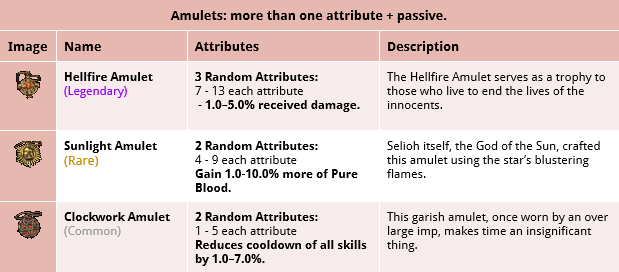 Amulets: more than one attribute + passive.
Image Name Attributes Description
Hellfire Amulet
(Legendary)
3 Random Attributes:
7 - 13 each attribute
- 1.0–5.0% received damage.
The Hellfire Amulet serves as a trophy to
those who live to end the lives of the
innocents.
Sunlight Amulet
(Rare)
2 Random Attributes:
4 - 9 each attribute
Gain 1.0-10.0% more of Pure
Blood.
Selioh itself, the God of the Sun, crafted
this amulet using the star's blustering
flames.
Clockwork Amulet
(Common)
2 Random Attributes:
1 - 5 each attribute
Reduces cooldown of all skills
by 1.0–7.0%.
This garish amulet, once worn by an over
large imp, makes time an insignificant
thing.